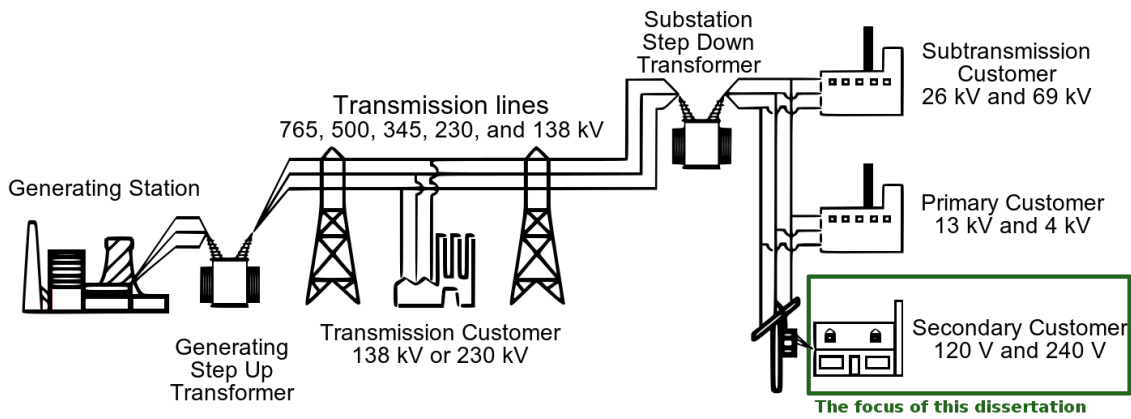 Substation
Step Down
Transformer
Subtransmission
Customer
26 kV and 69 kV
Transmission lines
765, 500, 345, 230, and 138 kV
Generating Station
Primary Customer
13 kV and 4 kV
Transmission Customer
138 kV or 230 kV
Generating
Step Up
Transformer
Secondary Customer
120 V and 240 V
The focus of this dissertation